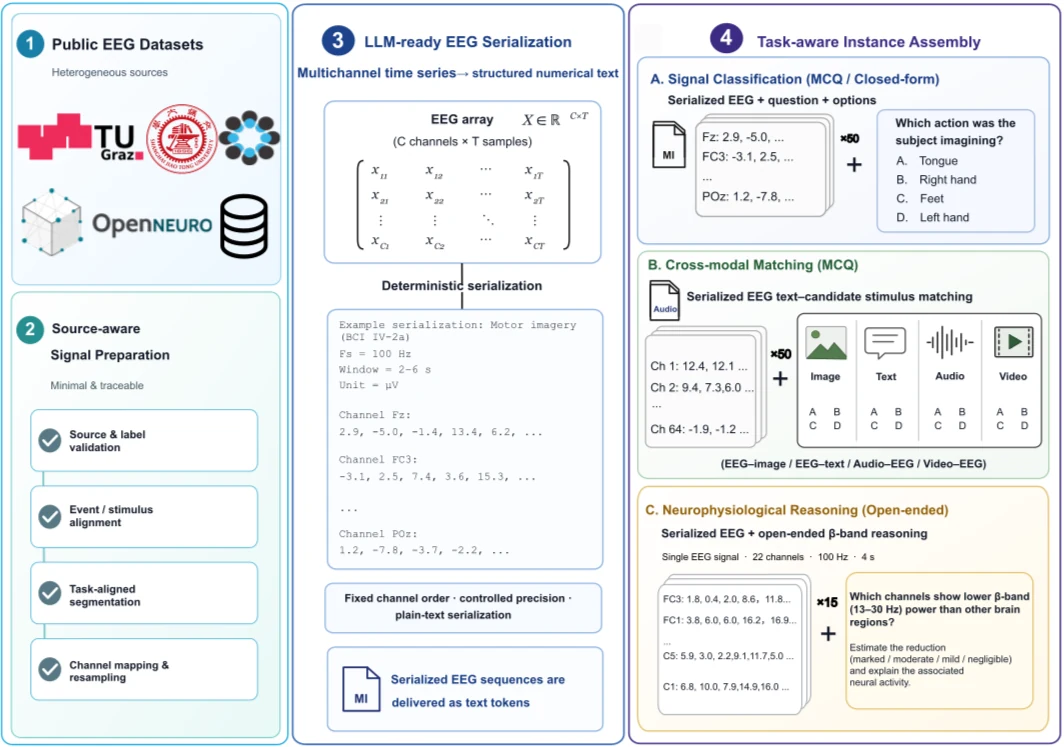 1 Public EEG Datasets
Heterogeneous sources
TU
Graz
OpenNEURO
2 Source-aware
Signal Preparation
Minimal & traceable
Source & label
validation
Event / stimulus
alignment
Task-aligned
segmentation
Channel mapping &
resampling
3 LLM-ready EEG Serialization
Multichannel time series→ structured numerical text
EEG array X ∈ ℝ C×T
(C channels × T samples)
x11 x12 ⋯ x1T
x21 x22 ⋯ x2T
⋮ ⋮ ⋱ ⋮
xC1 xC2 ⋯ xCT
Deterministic serialization
Example serialization: Motor imagery
(BCI IV-2a)
Fs = 100 Hz
Window = 2-6 s
Unit = μV
Channel Fz:
2.9, -5.0, -1.4, 13.4, 6.2, ...
Channel FC3:
-3.1, 2.5, 7.4, 3.6, 15.3, ...
...
Channel POz:
1.2, -7.8, -3.7, -2.2, ...
Fixed channel order · controlled precision ·
plain-text serialization
MI
Serialized EEG sequences are
delivered as text tokens
4 Task-aware Instance Assembly
A. Signal Classification (MCQ / Closed-form)
Serialized EEG + question + options
MI
Fz: 2.9, -5.0, ...
FC3: -3.1, 2.5, ...
...
POz: 1.2, -7.8, ...
×50
+
Which action was the
subject imagining?
A. Tongue
B. Right hand
C. Feet
D. Left hand
B. Cross-modal Matching (MCQ)
Audio
Serialized EEG text–candidate stimulus matching
Ch 1: 12.4, 12.1 ...
Ch 2: 9.4, 7.3,6.0 ...
...
Ch 64: -1.9, -1.2 ...
×50
+
Image Text Audio Video
A B A B A B A B
C D C D C D C D
(EEG–image / EEG–text / Audio–EEG / Video–EEG)
C. Neurophysiological Reasoning (Open-ended)
Serialized EEG + open-ended β-band reasoning
Single EEG signal · 22 channels · 100 Hz · 4 s
FC3: 1.8, 0.4, 2.0, 8.6, 11.8...
FC1: 3.8, 6.0, 6.0, 16.2, 16.9...
...
C5: 5.9, 3.0, 2.2,9.1,11.7,5.0 ...
C1: 6.8, 10.0, 7.9,14.9,16.0 ...
×15
+
Which channels show lower β-band
(13–30 Hz) power than other brain
regions?
Estimate the reduction
(marked / moderate / mild / negligible)
and explain the associated
neural activity.